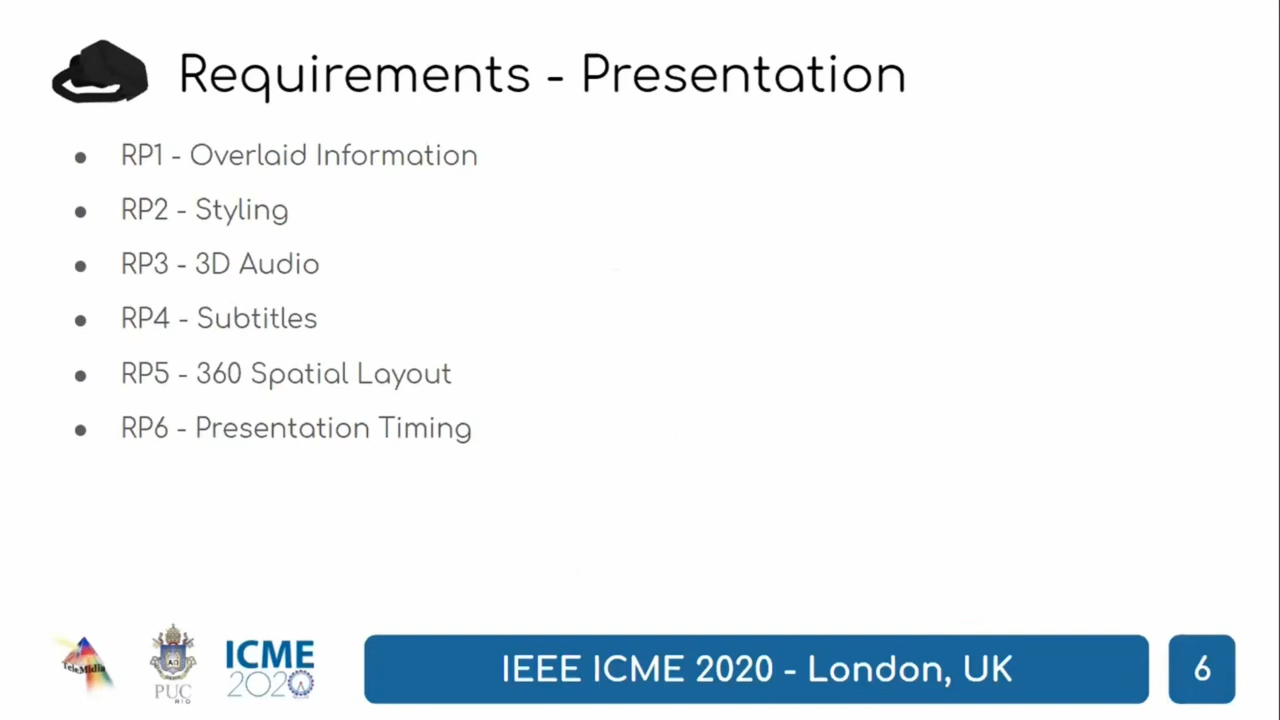 Requirements - Presentation
● RP1 - Overlaid Information
● RP2 - Styling
● RP3 - 3D Audio
● RP4 - Subtitles
● RP5 - 360 Spatial Layout
● RP6 - Presentation Timing
TeleMídia
PUC
RIO
ICME
2020
IEEE ICME 2020 - London, UK
6